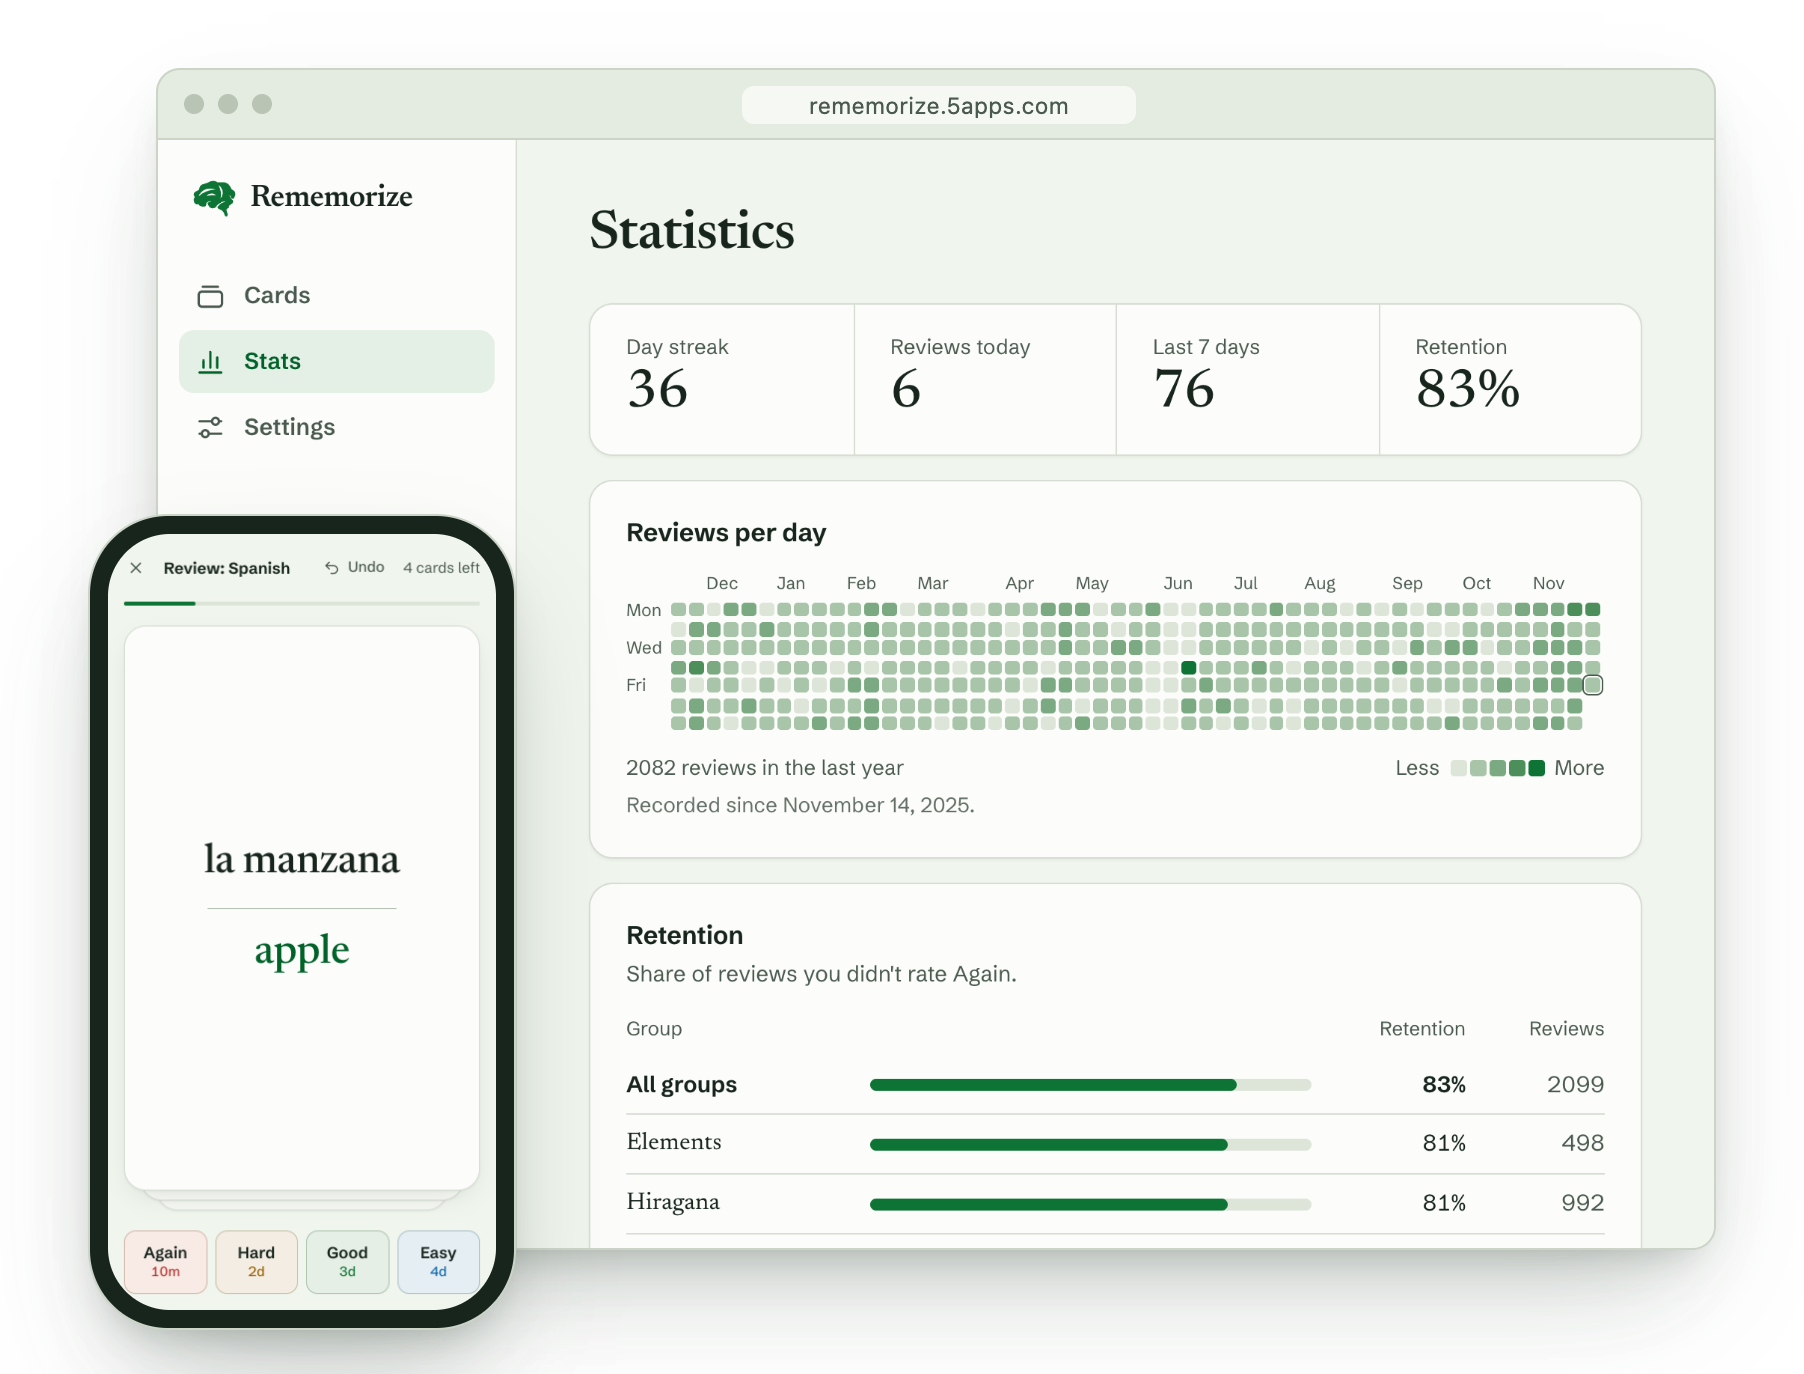 rememorize.5apps.com
Rememorize
Cards
Stats
Settings
Statistics
Day streak
36
Reviews today
6
Last 7 days
76
Retention
83%
Reviews per day
Dec Jan Feb Mar Apr May Jun Jul Aug Sep Oct Nov
Mon
Wed
Fri
2082 reviews in the last year
Less More
Recorded since November 14, 2025.
Retention
Share of reviews you didn't rate Again.
Group Retention Reviews
All groups 83% 2099
Elements 81% 498
Hiragana 81% 992
Review: Spanish Undo 4 cards left
la manzana
apple
Again Hard Good Easy
10m 2d 3d 4d